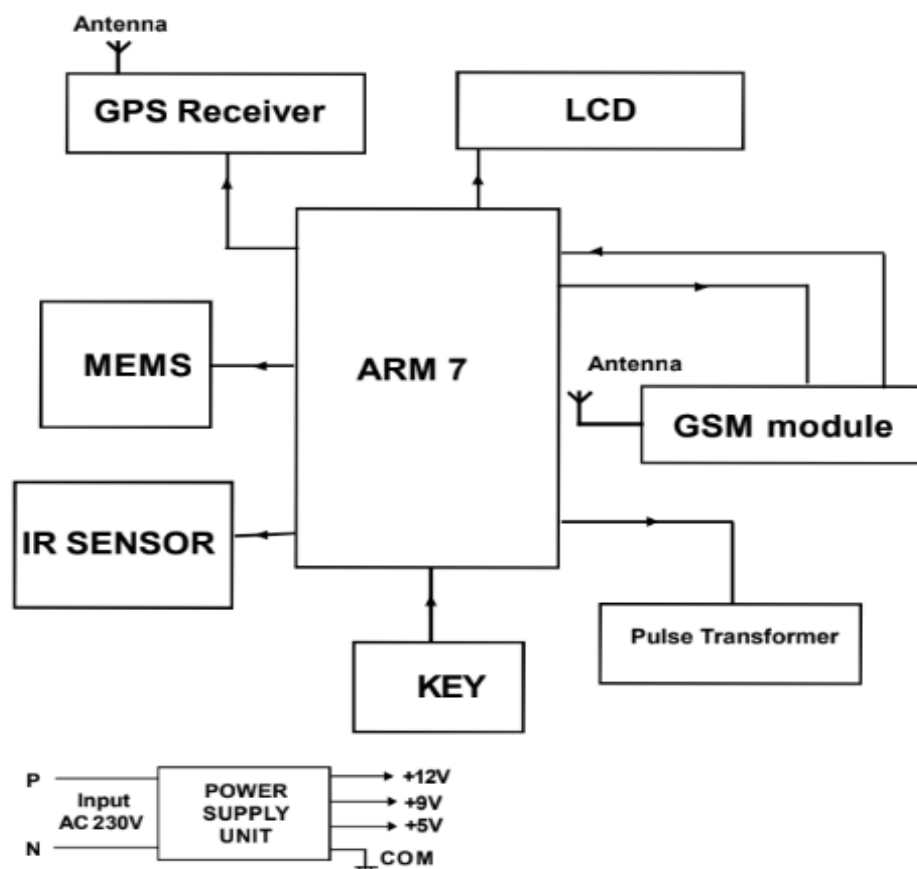 Antenna
GPS Receiver
LCD
MEMS
ARM 7
Antenna
GSM module
IR SENSOR
Pulse Transformer
KEY
P
Input
AC 230V
N
POWER
SUPPLY
UNIT
+12V
+9V
+5V
COM